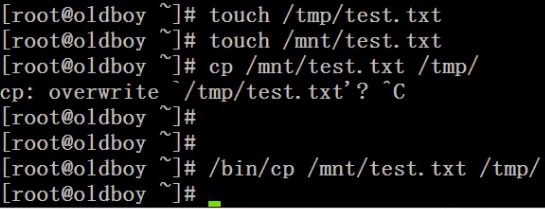 [root@oldboy ~]# touch /tmp/test.txt
[root@oldboy ~]# touch /mnt/test.txt
[root@oldboy ~]# cp /mnt/test.txt /tmp/
cp: overwrite `/tmp/test.txt'? ^C
[root@oldboy ~]#
[root@oldboy ~]#
[root@oldboy ~]# /bin/cp /mnt/test.txt /tmp/
[root@oldboy ~]#